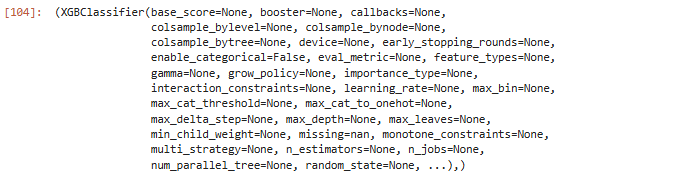 [104]: (XGBClassifier(base_score=None, booster=None, callbacks=None,
colsample_bylevel=None, colsample_bynode=None,
colsample_bytree=None, device=None, early_stopping_rounds=None,
enable_categorical=False, eval_metric=None, feature_types=None,
gamma=None, grow_policy=None, importance_type=None,
interaction_constraints=None, learning_rate=None, max_bin=None,
max_cat_threshold=None, max_cat_to_onehot=None,
max_delta_step=None, max_depth=None, max_leaves=None,
min_child_weight=None, missing=nan, monotone_constraints=None,
multi_strategy=None, n_estimators=None, n_jobs=None,
num_parallel_tree=None, random_state=None, ...),)